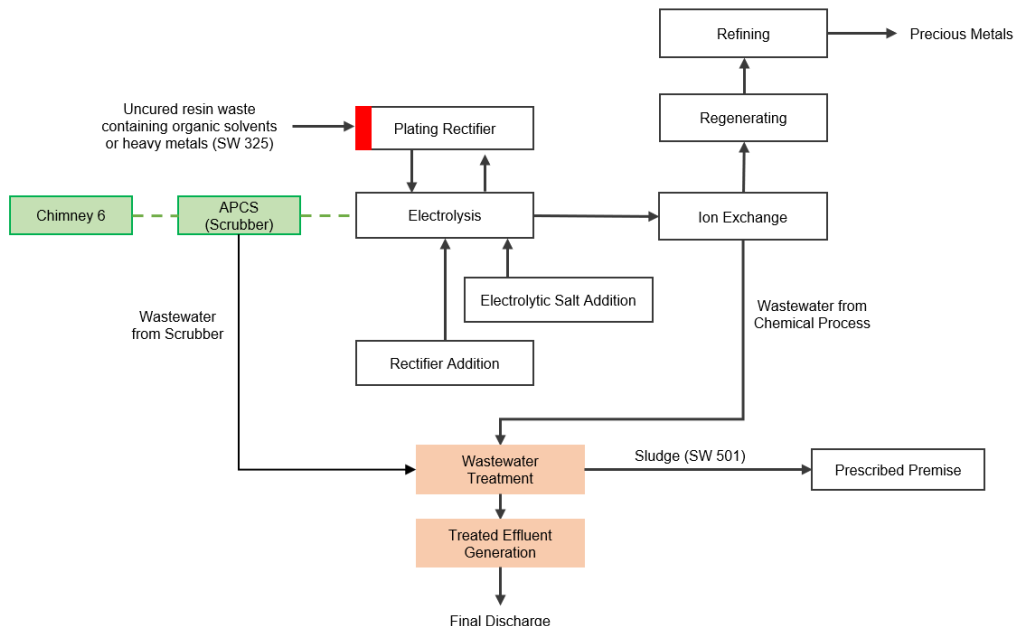 Refining
Precious Metals
Uncured resin waste
containing organic solvents
or heavy metals (SW 325)
Plating Rectifier
Regenerating
Chimney 6
APCS
(Scrubber)
Electrolysis
Ion Exchange
Electrolytic Salt Addition
Wastewater
from Scrubber
Wastewater from
Chemical Process
Rectifier Addition
Wastewater
Treatment
Sludge (SW 501)
Prescribed Premise
Treated Effluent
Generation
Final Discharge